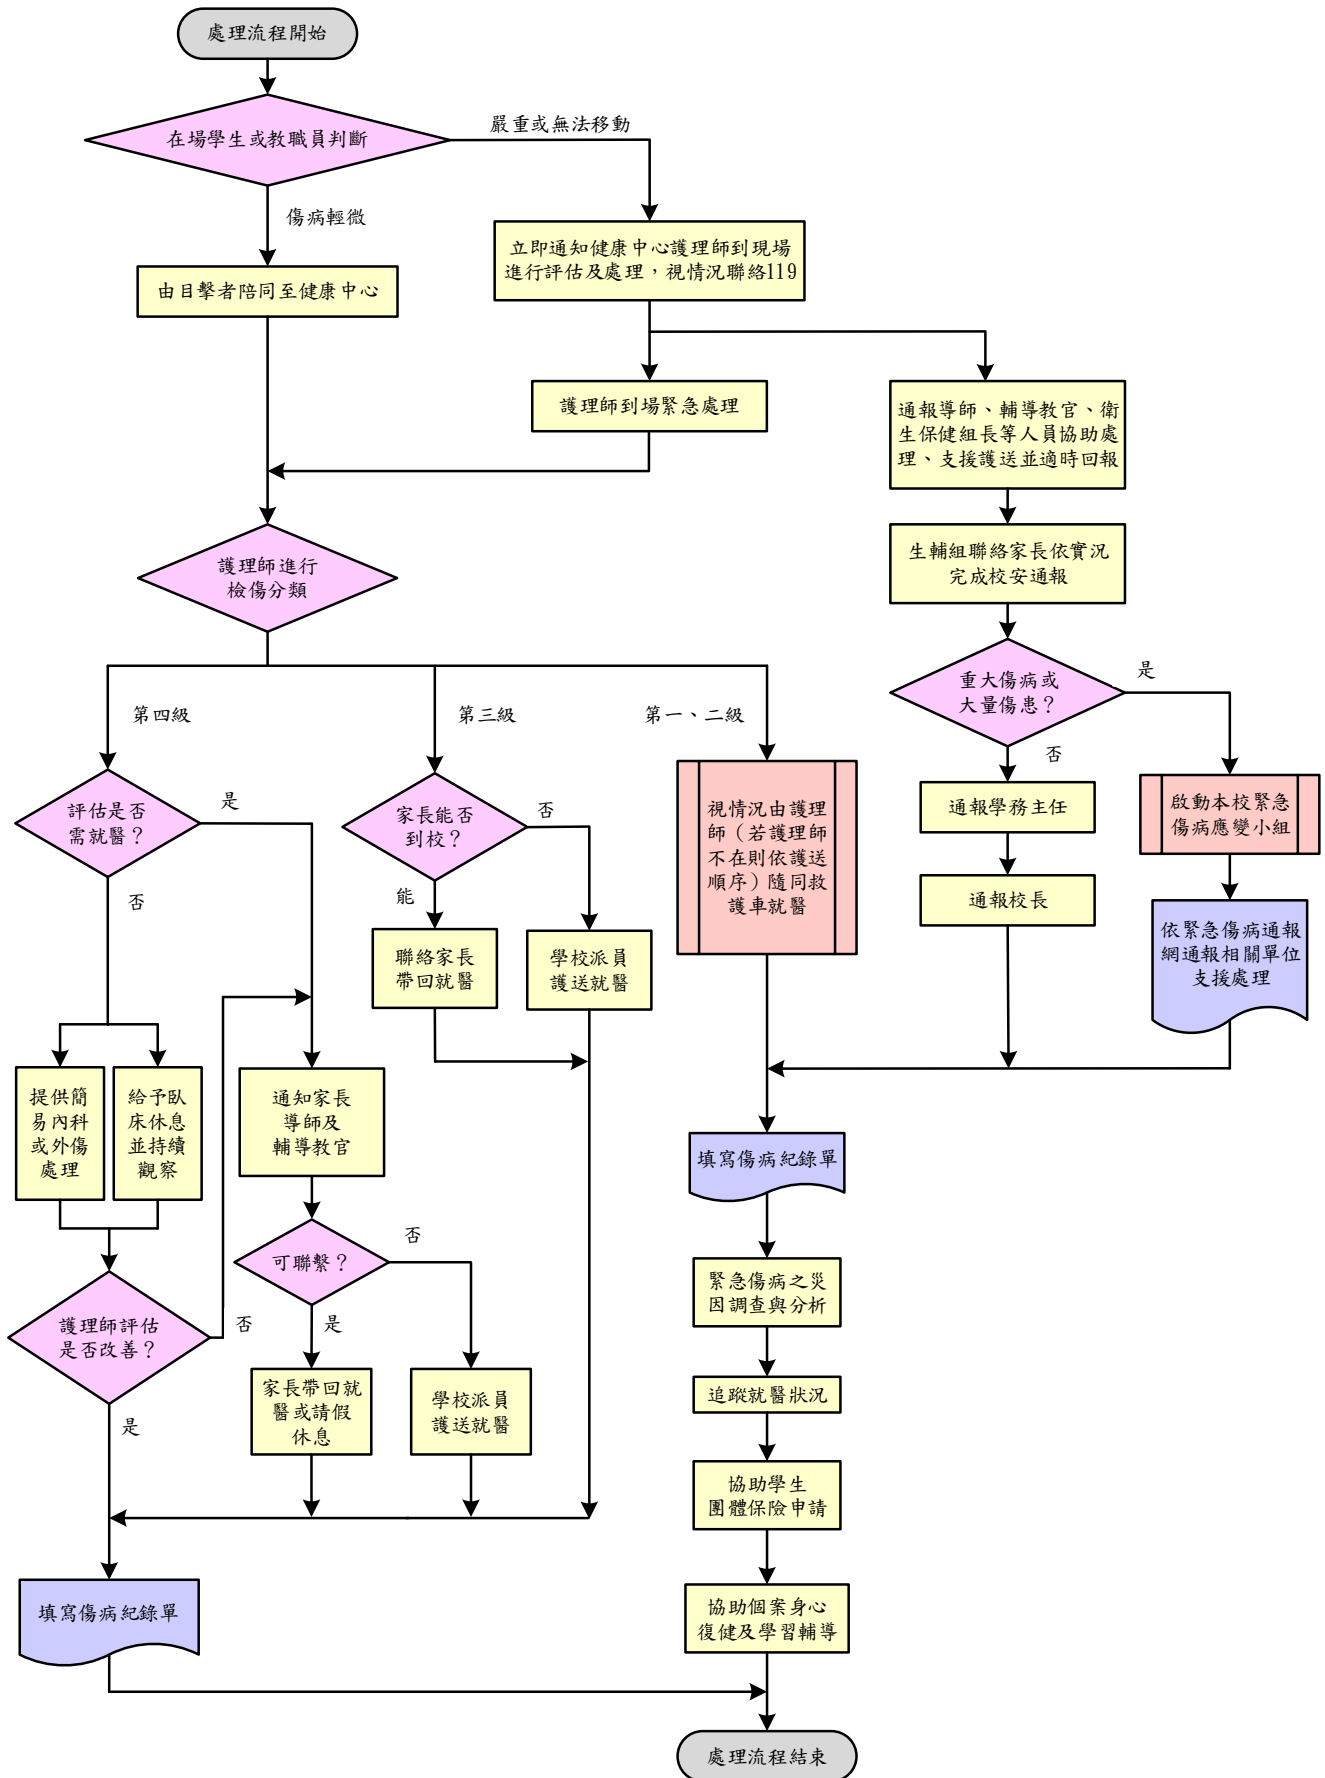 處理流程開始
在場學生或教職員判斷
嚴重或無法移動
傷病輕微
立即通知健康中心護理師到現場
進行評估及處理，視情況聯絡119
由目擊者陪同至健康中心
護理師到場緊急處理
通報導師、輔導教官、衛
生保健組長等人員協助處
理、支援護送並適時回報
護理師進行
檢傷分類
生輔組聯絡家長依實況
完成校安通報
重大傷病或
大量傷患？
是
否
第四級
第三級
第一、二級
評估是否
需就醫？
是
否
家長能否
到校？
否
能
視情況由護理
師（若護理師
不在則依護送
順序）隨同救
護車就醫
通報學務主任
通報校長
啟動本校緊急
傷病應變小組
依緊急傷病通報
網通報相關單位
支援處理
聯絡家長
帶回就醫
學校派員
護送就醫
提供簡
易內科
或外傷
處理
給予臥
床休息
並持續
觀察
通知家長
導師及
輔導教官
填寫傷病紀錄單
可聯繫？
否
是
護理師評估
是否改善？
否
是
家長帶回就
醫或請假
休息
學校派員
護送就醫
緊急傷病之災
因調查與分析
追蹤就醫狀況
協助學生
團體保險申請
填寫傷病紀錄單
協助個案身心
復健及學習輔導
處理流程結束